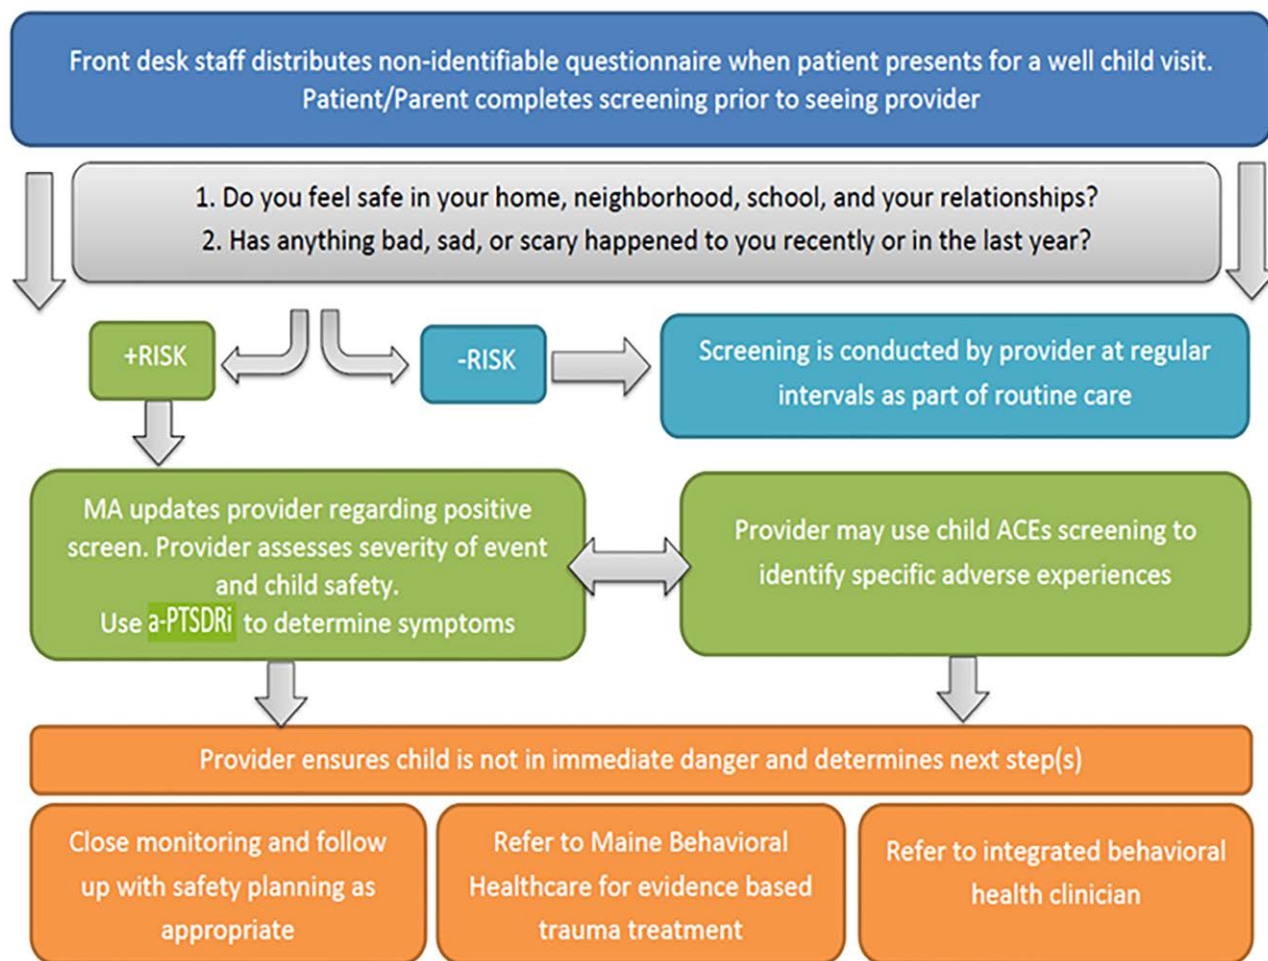 Front desk staff distributes non-identifiable questionnaire when patient presents for a well child visit.
Patient/Parent completes screening prior to seeing provider
1. Do you feel safe in your home, neighborhood, school, and your relationships?
2. Has anything bad, sad, or scary happened to you recently or in the last year?
+RISK
-RISK
Screening is conducted by provider at regular
intervals as part of routine care
MA updates provider regarding positive
screen. Provider assesses severity of event
and child safety.
Use a-PTSDRi to determine symptoms
Provider may use child ACEs screening to
identify specific adverse experiences
Provider ensures child is not in immediate danger and determines next step(s)
Close monitoring and follow
up with safety planning as
appropriate
Refer to Maine Behavioral
Healthcare for evidence based
trauma treatment
Refer to integrated behavioral
health clinician